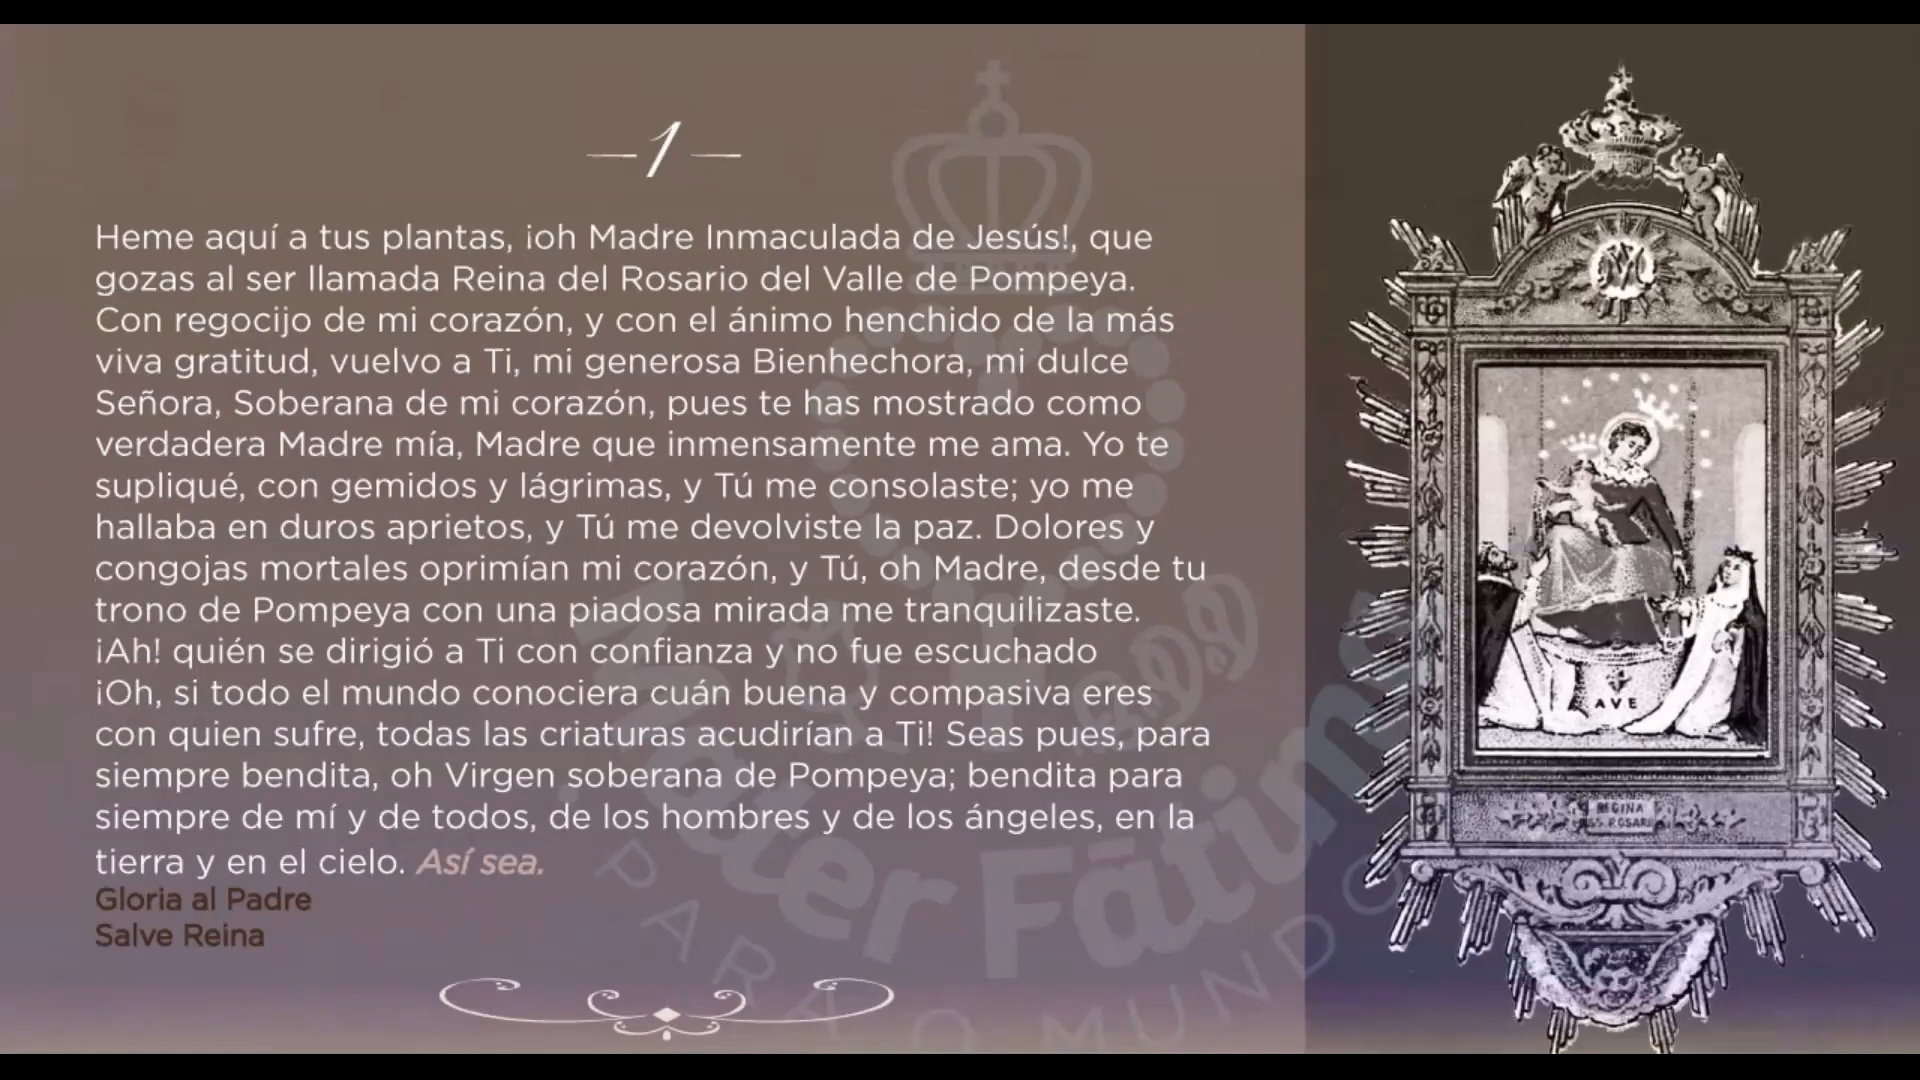 –1–
Heme aquí a tus plantas, ¡oh Madre Inmaculada de Jesús!, que
gozas al ser llamada Reina del Rosario del Valle de Pompeya.
Con regocijo de mi corazón, y con el ánimo henchido de la más
viva gratitud, vuelvo a Ti, mi generosa Bienhechora, mi dulce
Señora, Soberana de mi corazón, pues te has mostrado como
verdadera Madre mía, Madre que inmensamente me ama. Yo te
supliqué, con gemidos y lágrimas, y Tú me consolaste; yo me
hallaba en duros aprietos, y Tú me devolviste la paz. Dolores y
congojas mortales oprimían mi corazón, y Tú, oh Madre, desde tu
trono de Pompeya con una piadosa mirada me tranquilizaste.
¡Ah! quién se dirigió a Ti con confianza y no fue escuchado
¡Oh, si todo el mundo conociera cuán buena y compasiva eres
con quien sufre, todas las criaturas acudirían a Ti! Seas pues, para
siempre bendita, oh Virgen soberana de Pompeya; bendita para
siempre de mí y de todos, de los hombres y de los ángeles, en la
tierra y en el cielo. Así sea.
Gloria al Padre
Salve Reina
Mater Fátima
PARA O MUNDO
AVE
REGINA